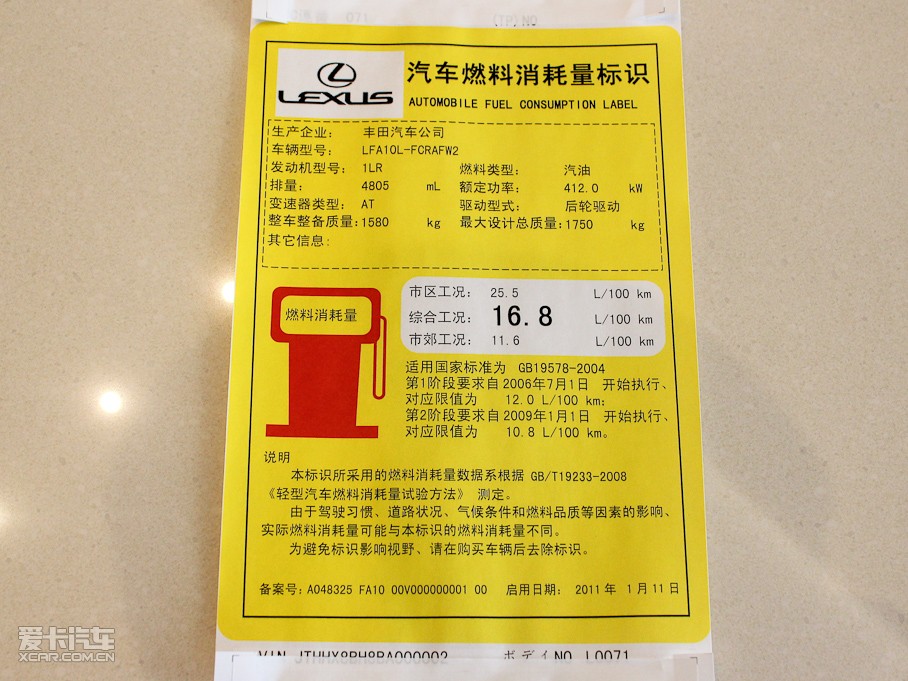 (TP)NO
LEXUS
汽车燃料消耗量标识
AUTOMOBILE FUEL CONSUMPTION LABEL
生产企业： 丰田汽车公司
车辆型号： LFA10L-FCRAFW2
发动机型号： 1LR 燃料类型： 汽油
排量： 4805 mL 额定功率： 412.0 kW
变速器类型： AT 驱动型式： 后轮驱动
整车整备质量：1580 kg 最大设计总质量：1750 kg
其它信息：
燃料消耗量
市区工况： 25.5 L/100 km
综合工况： 16.8 L/100 km
市郊工况： 11.6 L/100 km
适用国家标准为 GB19578-2004
第1阶段要求自2006年7月1日 开始执行、
对应限值为 12.0 L/100 km；
第2阶段要求自2009年1月1日 开始执行、
对应限值为 10.8 L/100 km。
说明
本标识所采用的燃料消耗量数据系根据 GB/T19233-2008
《轻型汽车燃料消耗量试验方法》 测定。
由于驾驶习惯、道路状况、气候条件和燃料品质等因素的影响、
实际燃料消耗量可能与本标识的燃料消耗量不同。
为避免标识影响视野、请在购买车辆后去除标识。
备案号：A048325 FA10 00V000000001 00 启用日期： 2011年 1月11日
VIN JTHHX8BH8BA000002 ボディNO L0071
爱卡汽车
XCAR.COM.CN